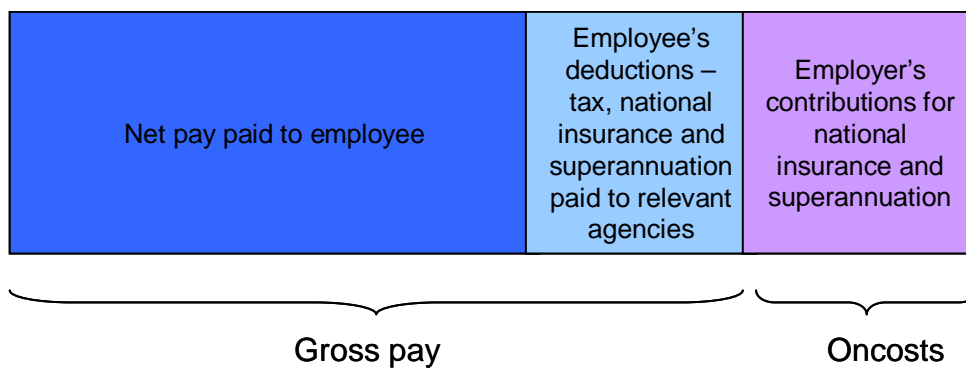 Net pay paid to employee
Employee’s
deductions –
tax, national
insurance and
superannuation
paid to relevant
agencies
Employer’s
contributions for
national
insurance and
superannuation
Gross pay
Oncosts